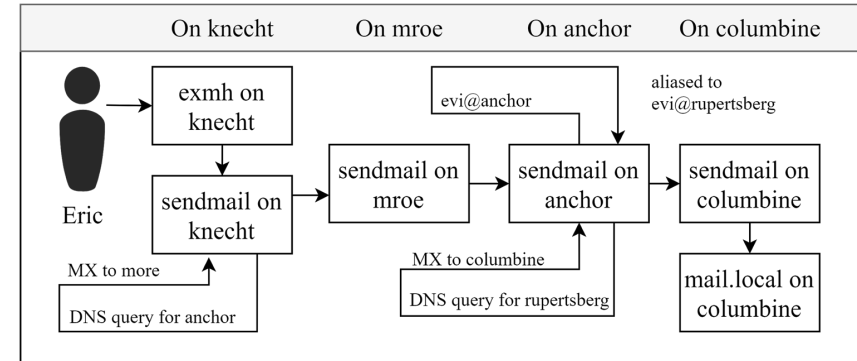 On knecht
On mroe
On anchor
On columbine
exmh on
knecht
Eric
sendmail on
knecht
MX to more
DNS query for anchor
sendmail on
mroe
evi@anchor
sendmail on
anchor
MX to columbine
DNS query for rupertsberg
aliased to
evi@rupertsberg
sendmail on
columbine
mail.local on
columbine